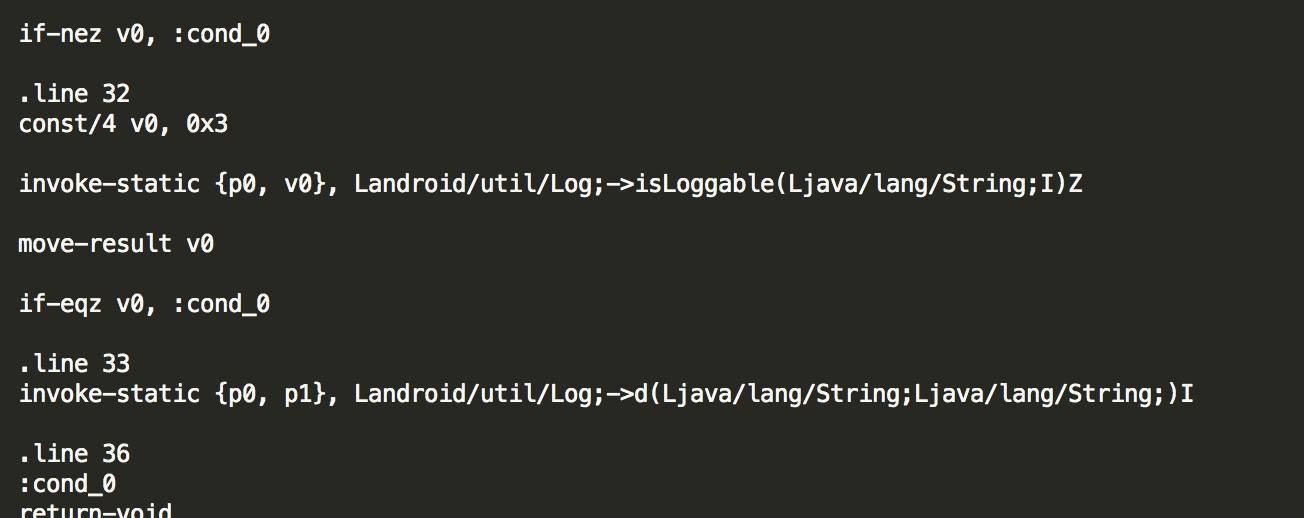 if-nez v0, :cond_0
.line 32
const/4 v0, 0x3
invoke-static {p0, v0}, Landroid/util/Log;->isLoggable(Ljava/lang/String;I)Z
move-result v0
if-eqz v0, :cond_0
.line 33
invoke-static {p0, p1}, Landroid/util/Log;->d(Ljava/lang/String;Ljava/lang/String;)I
.line 36
:cond_0
return-void